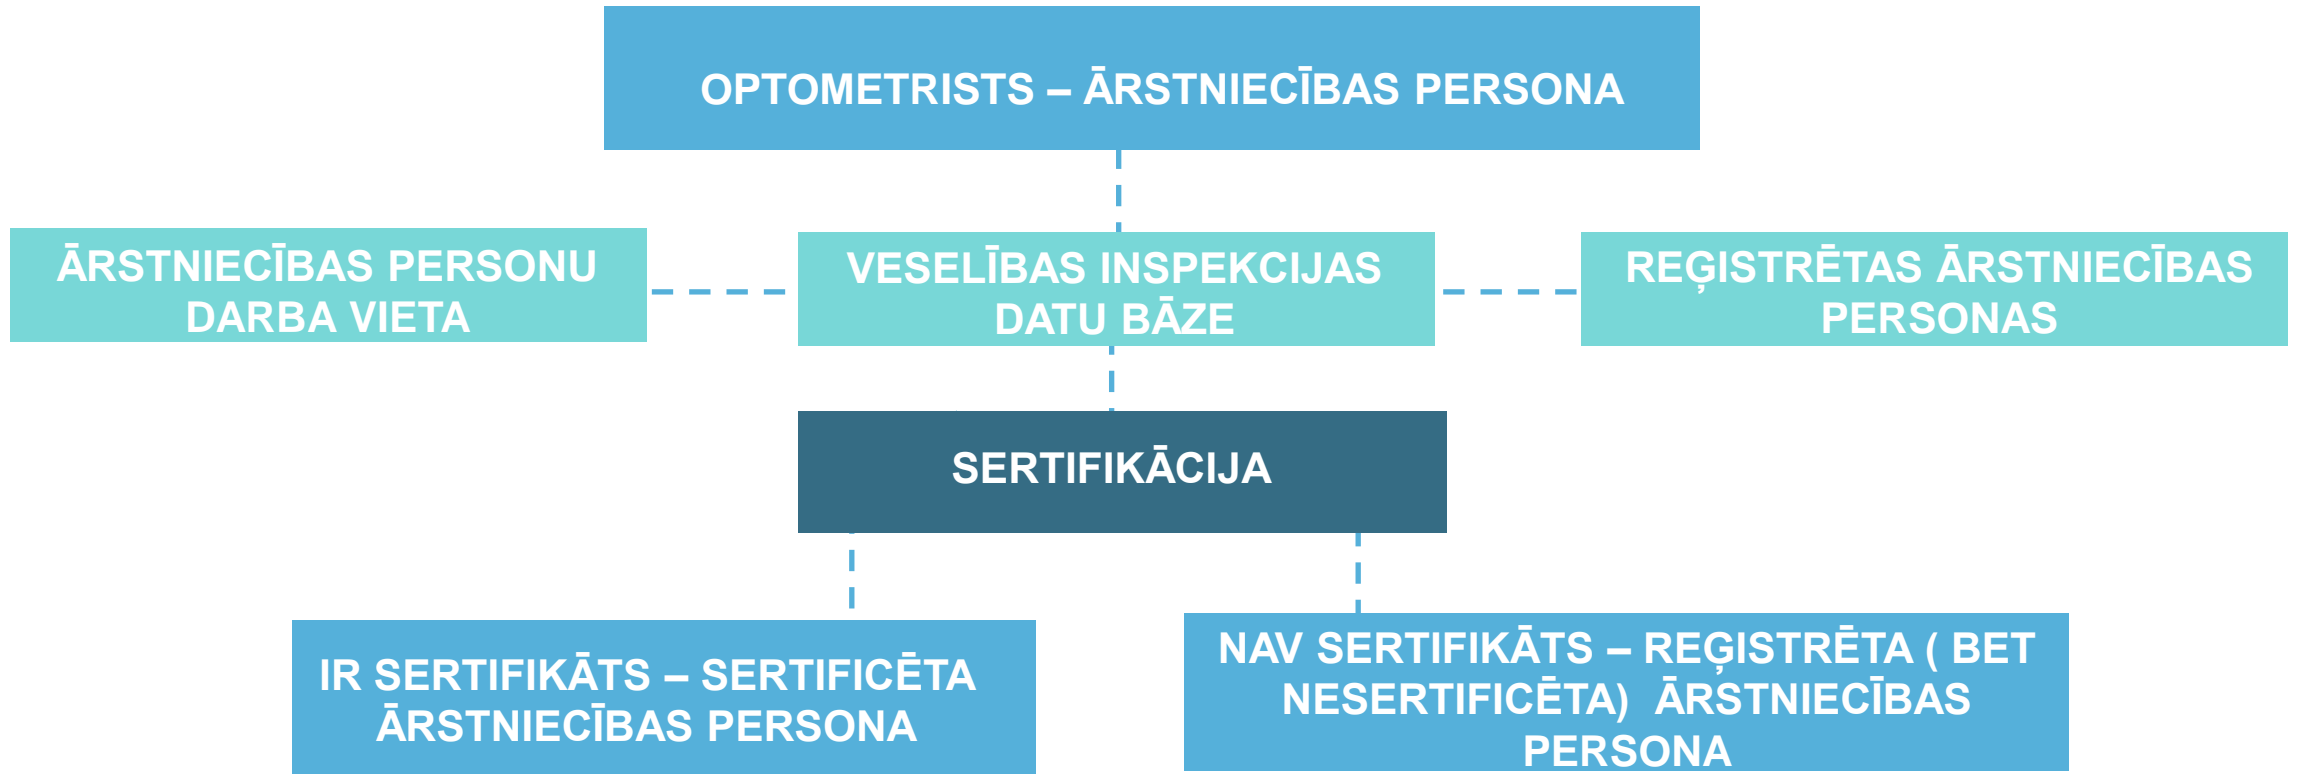 OPTOMETRISTS – ĀRSTNIECĪBAS PERSONA
ĀRSTNIECĪBAS PERSONU
DARBA VIETA
VESELĪBAS INSPEKCIJAS
DATU BĀZE
REĢISTRĒTAS ĀRSTNIECĪBAS
PERSONAS
SERTIFIKĀCIJA
IR SERTIFIKĀTS – SERTIFICĒTA
ĀRSTNIECĪBAS PERSONA
NAV SERTIFIKĀTS – REĢISTRĒTA ( BET
NESERTIFICĒTA)  ĀRSTNIECĪBAS
PERSONA